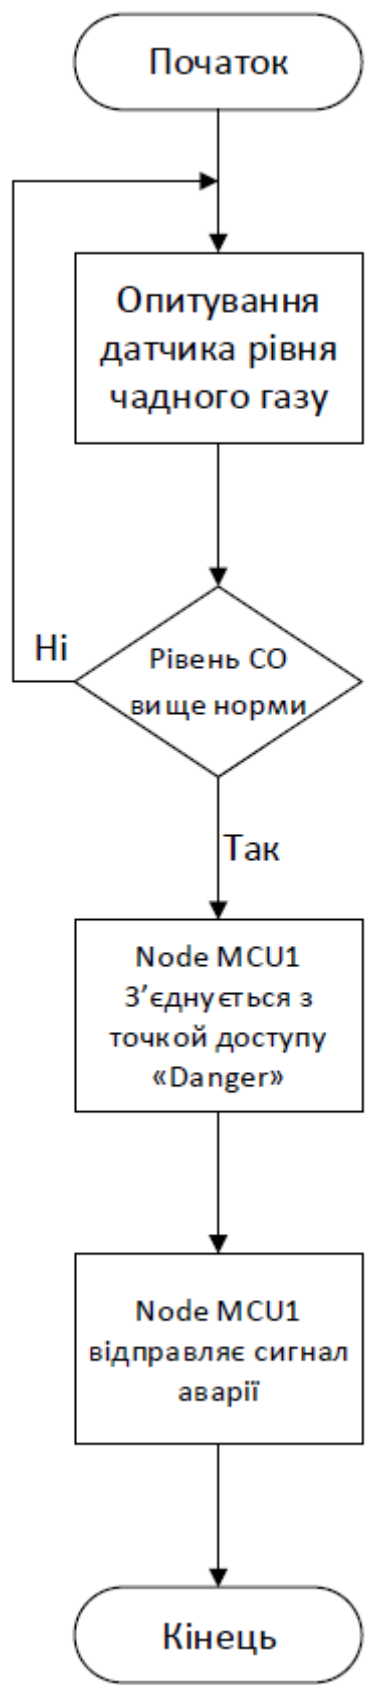 Початок
Опитування
датчика рівня
чадного газу
Ні
Рівень СО
вище норми
Так
Node MCU1
З’єднується з
точкой доступу
«Danger»
Node MCU1
відправляє сигнал
аварії
Кінець